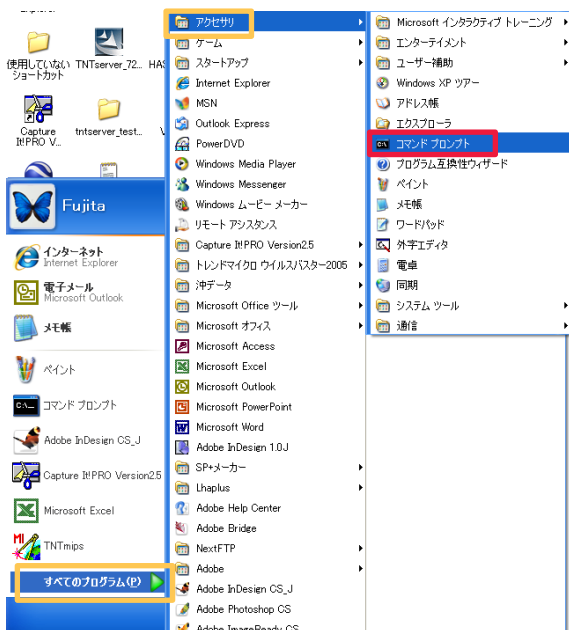 使用していない
ショートカット
TNTserver_72...
HAS
Capture
It!PRO V...
tntserver_test...
Fujita
インターネット
Internet Explorer
電子メール
Microsoft Outlook
メモ帳
ペイント
コマンド プロンプト
Adobe InDesign CS_J
Capture It!PRO Version2.5
Microsoft Excel
TNTmips
すべてのプログラム(P)
アクセサリ
ゲーム
スタートアップ
Internet Explorer
MSN
Outlook Express
PowerDVD
Windows Media Player
Windows Messenger
Windows ムービー メーカー
リモート アシスタンス
Capture It!PRO Version2.5
トレンドマイクロ ウイルスバスター2005
沖データ
Microsoft Office ツール
Microsoft オフィス
Microsoft Access
Microsoft Excel
Microsoft Outlook
Microsoft PowerPoint
Microsoft Word
Adobe InDesign 1.0J
SP+メーカー
Lhaplus
Adobe Help Center
Adobe Bridge
NextFTP
Adobe
Adobe InDesign CS_J
Adobe Photoshop CS
Adobe ImageReady CS
Microsoft インタラクティブ トレーニング
エンターテイメント
ユーザー補助
Windows XP ツアー
アドレス帳
エクスプローラ
コマンド プロンプト
プログラム互換性ウィザード
ペイント
メモ帳
ワードパッド
外字エディタ
電卓
同期
システム ツール
通信